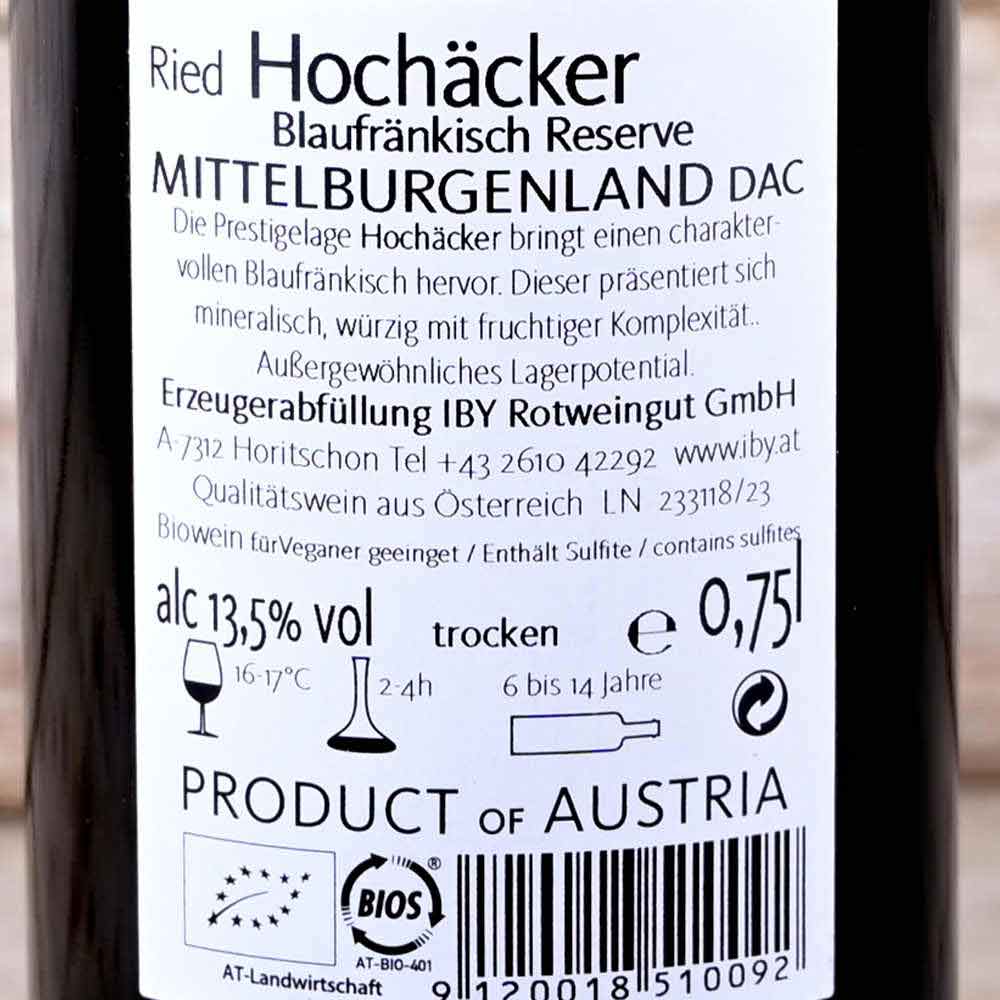 Ried Hochäcker
Blaufränkisch Reserve
MITTELBURGENLAND DAC
Die Prestigelage Hochäcker bringt einen charakter-
vollen Blaufränkisch hervor. Dieser präsentiert sich
mineralisch, würzig mit fruchtiger Komplexität..
Außergewöhnliches Lagerpotential.
Erzeugerabfüllung IBY Rotweingut GmbH
A-7312 Horitschon Tel +43 2610 42292 www.iby.at
Qualitätswein aus Österreich LN 233118/23
Biowein fürVeganer geeinget / Enthält Sulfite / contains sulfites
alc 13,5% vol trocken e 0,75l
16-17°C 2-4h 6 bis 14 Jahre
PRODUCT OF AUSTRIA
BIOS ®
AT-BIO-401
AT-Landwirtschaft
9 120018 510092